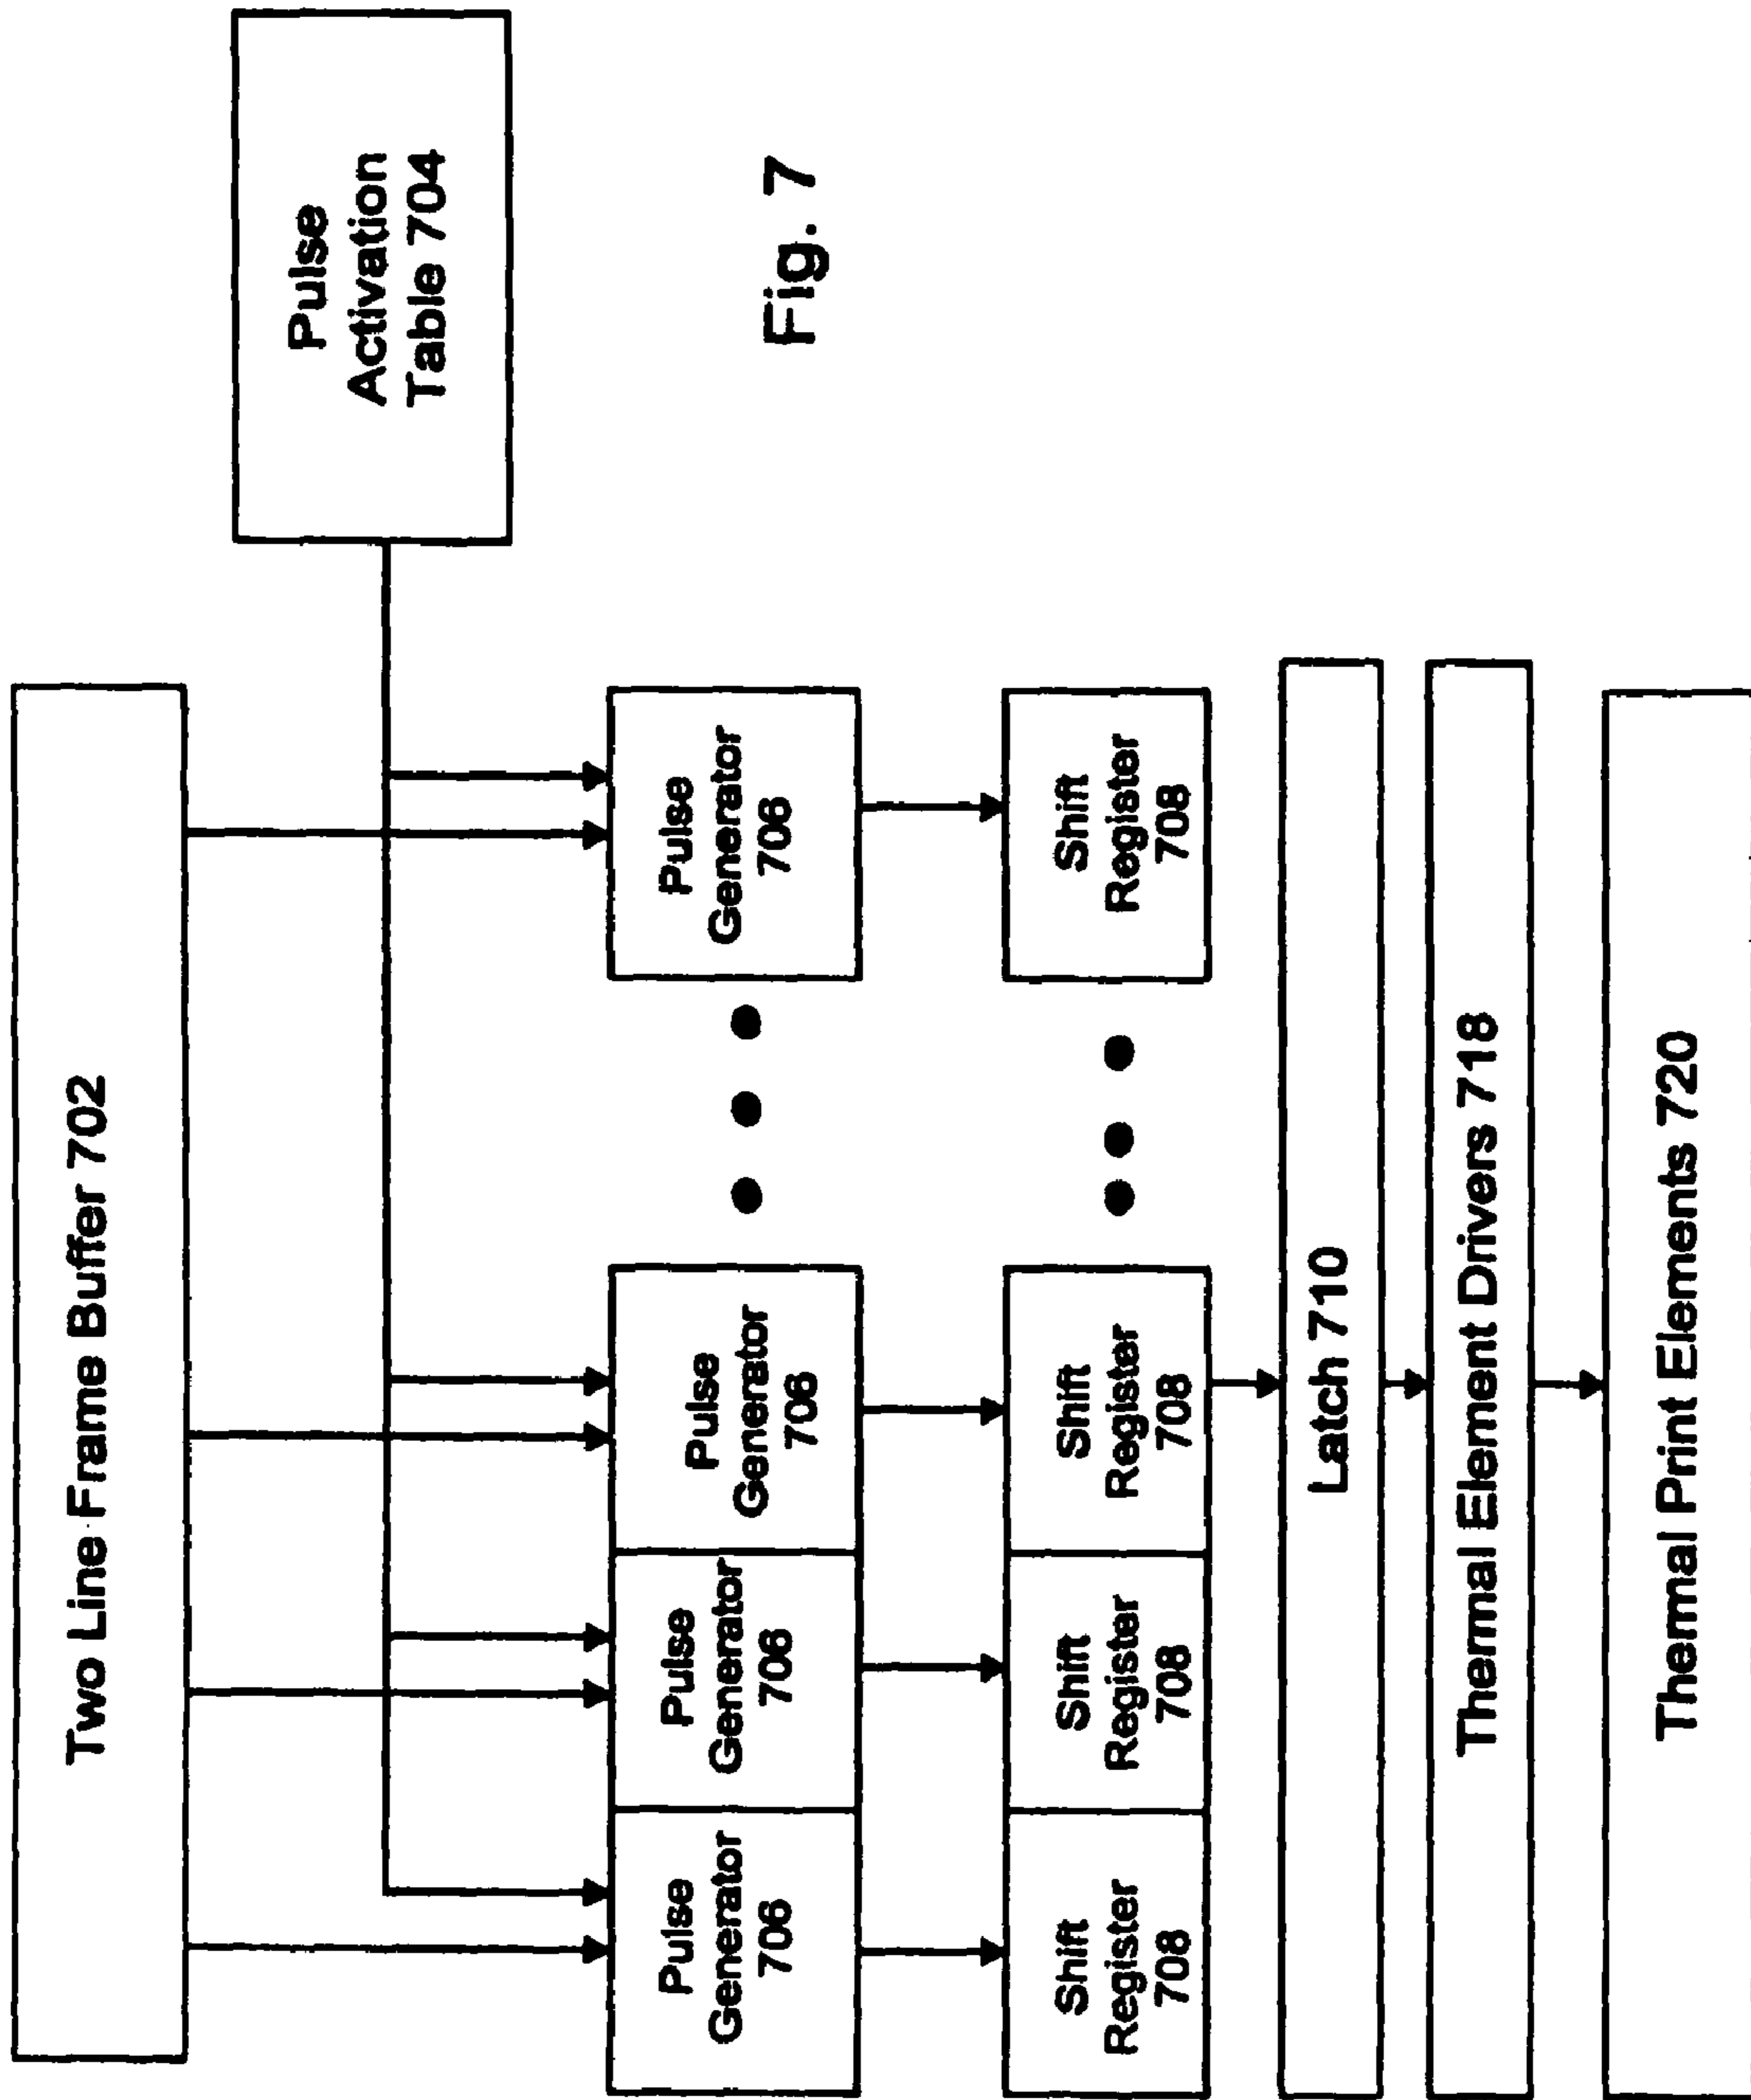 Two Line Frame Buffer 702
Pulse
Activation
Table 704
Pulse
Generator
706
Pulse
Generator
706
Pulse
Generator
706
Pulse
Generator
706
Shift
Register
708
Shift
Register
708
Shift
Register
708
Shift
Register
708
Latch 710
Thermal Element Drivers 718
Thermal Print Elements 720
Fig. 7